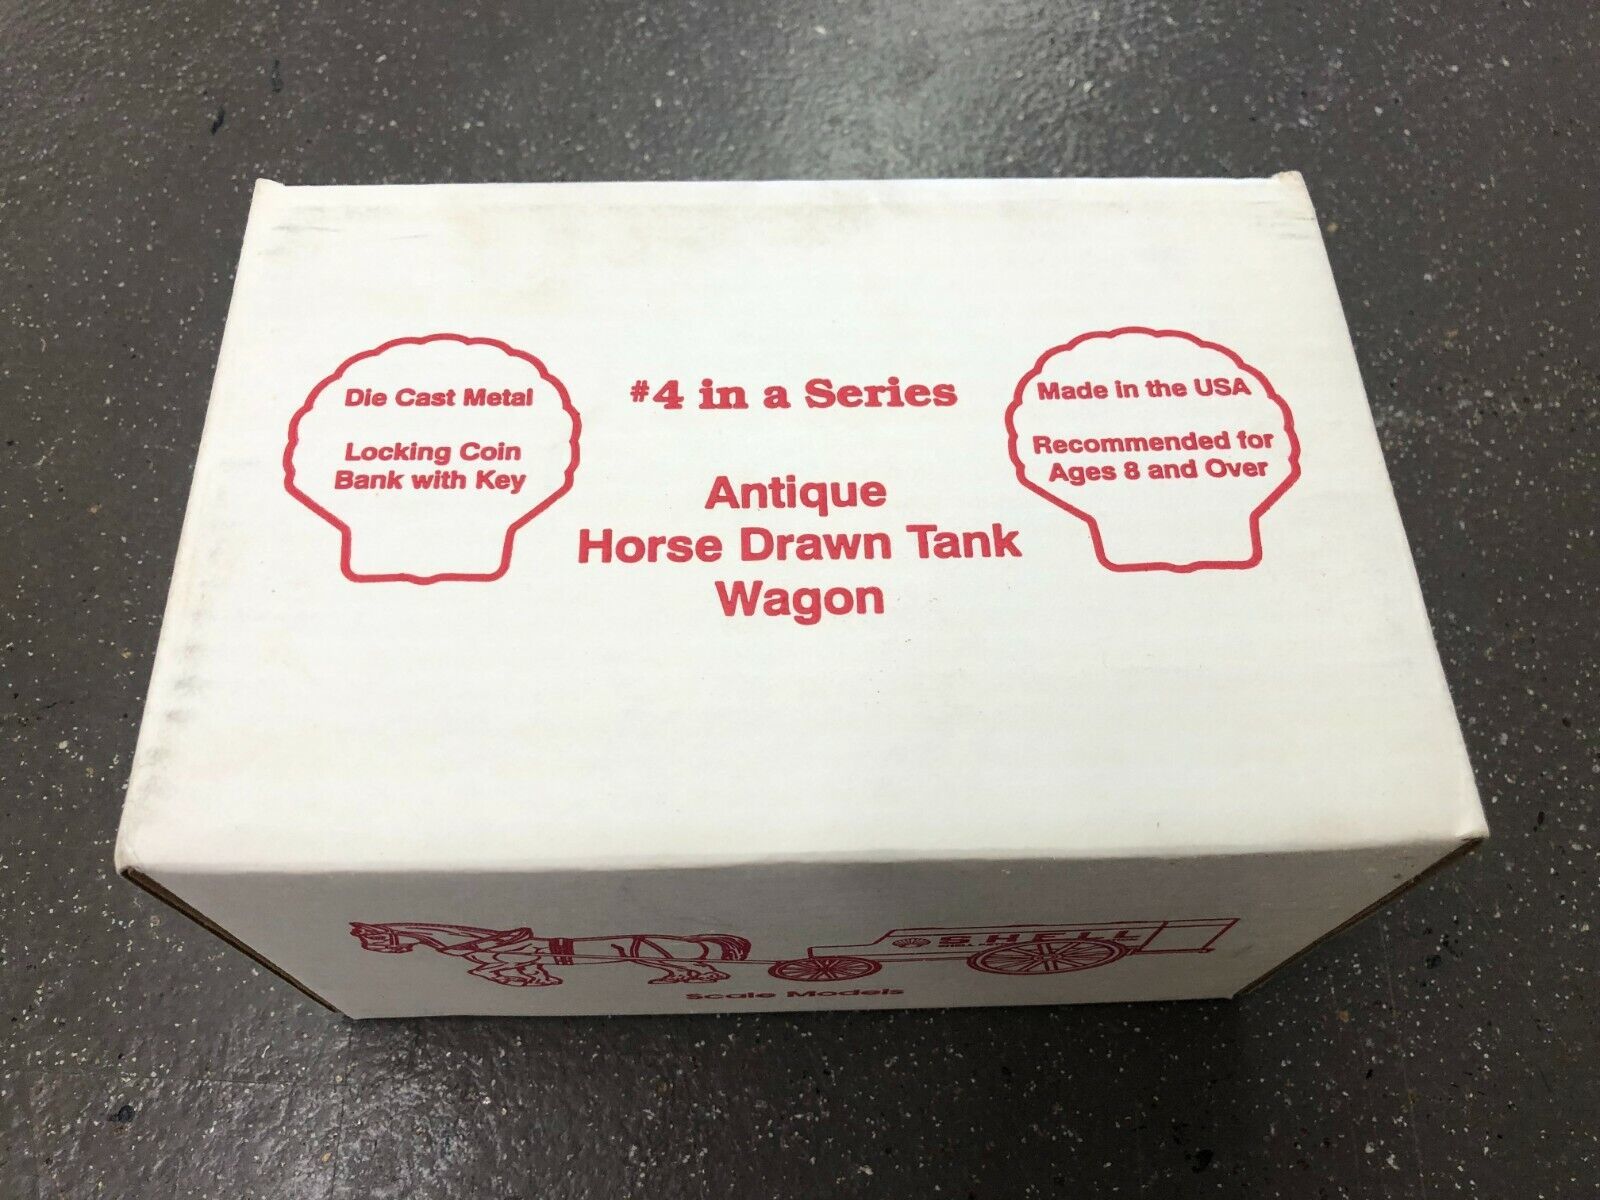 Die Cast Metal
Locking Coin
Bank with Key
#4 in a Series
Antique
Horse Drawn Tank
Wagon
Made in the USA
Recommended for
Ages 8 and Over
SHELL
Scale Models